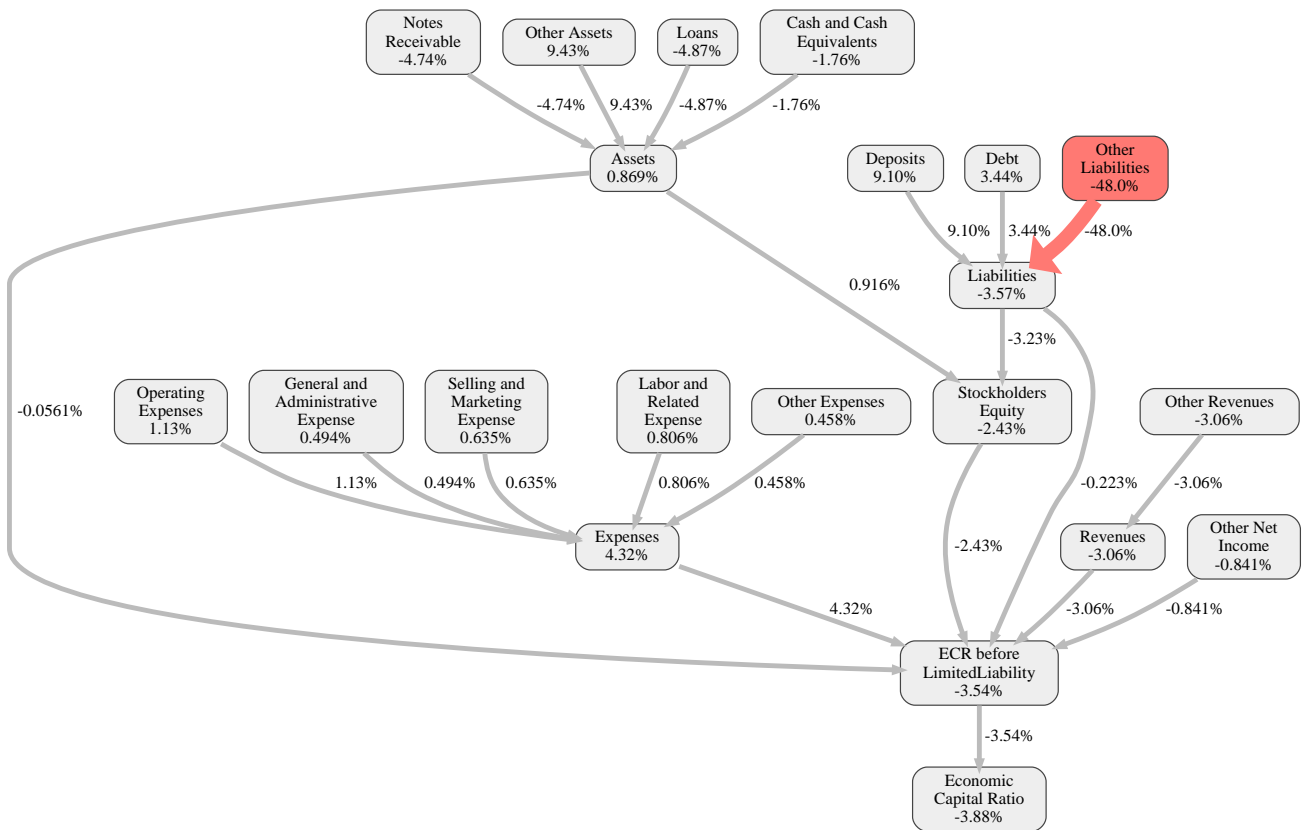 Notes
Receivable
-4.74%
Other Assets
9.43%
Loans
-4.87%
Cash and Cash
Equivalents
-1.76%
-4.74%
9.43%
-4.87%
-1.76%
Assets
0.869%
Deposits
9.10%
Debt
3.44%
Other
Liabilities
-48.0%
9.10%
3.44%
-48.0%
Liabilities
-3.57%
0.916%
-3.23%
-0.0561%
Operating
Expenses
1.13%
General and
Administrative
Expense
0.494%
Selling and
Marketing
Expense
0.635%
Labor and
Related
Expense
0.806%
Other Expenses
0.458%
Stockholders
Equity
-2.43%
Other Revenues
-3.06%
1.13%
0.494%
0.635%
0.806%
0.458%
-0.223%
-3.06%
Expenses
4.32%
-2.43%
Revenues
-3.06%
Other Net
Income
-0.841%
4.32%
-3.06%
-0.841%
ECR before
LimitedLiability
-3.54%
-3.54%
Economic
Capital Ratio
-3.88%